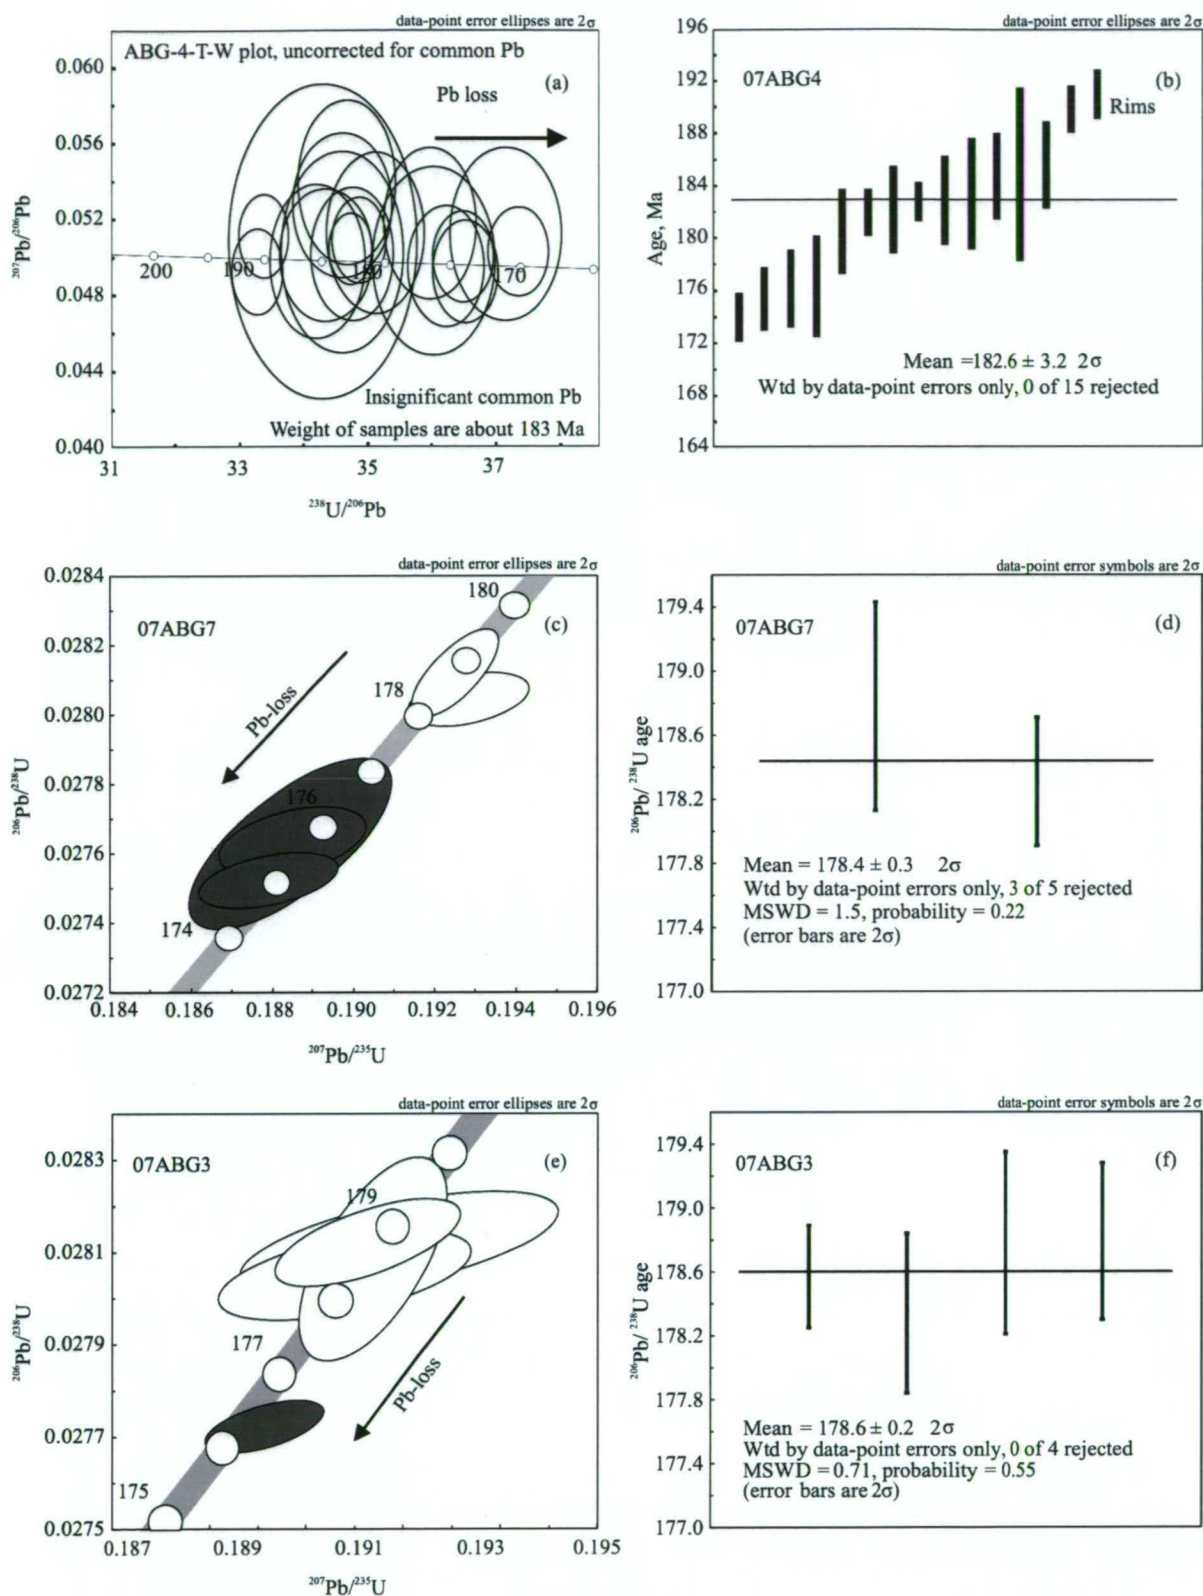 data-point error ellipses are 2σ
ABG-4-T-W plot, uncorrected for common Pb
(a)
Pb loss
0.060
0.056
0.052
0.048
0.044
0.040
²⁰⁷Pb/²⁰⁶Pb
200
190
180
170
Insignificant common Pb
Weight of samples are about 183 Ma
31
33
35
37
²³⁸U/²⁰⁶Pb
data-point error ellipses are 2σ
07ABG4
(b)
Rims
196
192
188
184
180
176
172
168
164
Age, Ma
Mean =182.6 ± 3.2 2σ
Wtd by data-point errors only, 0 of 15 rejected
data-point error ellipses are 2σ
07ABG7
(c)
0.0284
0.0282
0.0280
0.0278
0.0276
0.0274
0.0272
²⁰⁶Pb/²³⁸U
180
178
176
174
Pb-loss
0.184
0.186
0.188
0.190
0.192
0.194
0.196
²⁰⁷Pb/²³⁵U
data-point error symbols are 2σ
07ABG7
(d)
179.4
179.0
178.6
178.2
177.8
177.4
177.0
²⁰⁶Pb/ ²³⁸U age
Mean = 178.4 ± 0.3 2σ
Wtd by data-point errors only, 3 of 5 rejected
MSWD = 1.5, probability = 0.22
(error bars are 2σ)
data-point error ellipses are 2σ
07ABG3
(e)
0.0283
0.0281
0.0279
0.0277
0.0275
²⁰⁶Pb/²³⁸U
179
177
175
Pb-loss
0.187
0.189
0.191
0.193
0.195
²⁰⁷Pb/²³⁵U
data-point error symbols are 2σ
07ABG3
(f)
179.4
179.0
178.6
178.2
177.8
177.4
177.0
²⁰⁶Pb/ ²³⁸U age
Mean = 178.6 ± 0.2 2σ
Wtd by data-point errors only, 0 of 4 rejected
MSWD = 0.71, probability = 0.55
(error bars are 2σ)